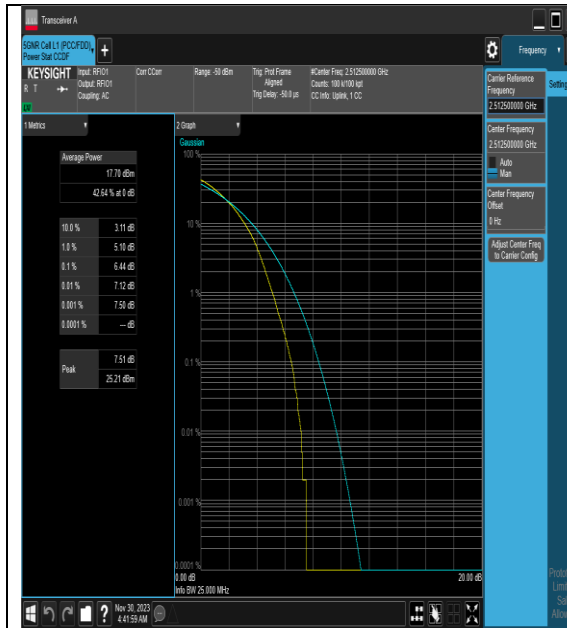 Transceiver A
5GNR Cell L1 (PCC/FDD),
Power Stat CCDF
+
Frequency
KEYSIGHT
R T
Input: RFIO1
Output: RFIO1
Coupling: AC
Corr CCorr
Range: -50 dBm
Trig: Prot Frame
Aligned
Trig Delay: -50.0 µs
#Center Freq: 2.512500000 GHz
Counts: 100 k/100 kpt
CC Info: Uplink, 1 CC
Carrier Reference
Frequency
2.512500000 GHz
Setting
Center Frequency
2.512500000 GHz
Auto
Man
Center Frequency
Offset
0 Hz
Adjust Center Freq
to Carrier Config
1 Metrics
Average Power
17.70 dBm
42.64 % at 0 dB
10.0 % 3.11 dB
1.0 % 5.10 dB
0.1 % 6.44 dB
0.01 % 7.12 dB
0.001 % 7.50 dB
0.0001 % --- dB
Peak
7.51 dB
25.21 dBm
2 Graph
Gaussian
100 %
10 %
1 %
0.1 %
0.01 %
0.001 %
0.0001 %
0.00 dB
20.00 dB
Info BW 25.000 MHz
Nov 30, 2023
4:41:59 AM
?